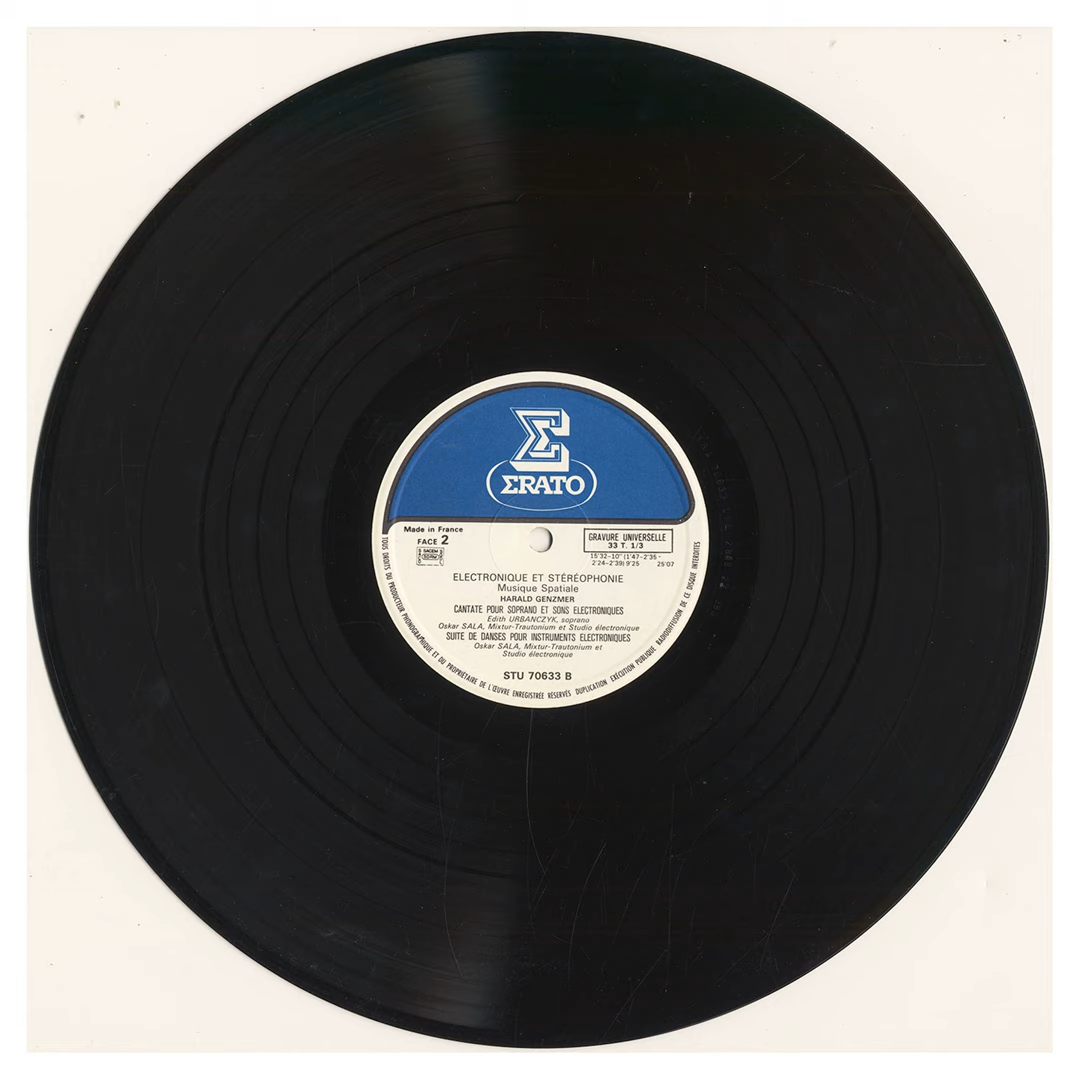 Σ
ΣRATO
Made in France
FACE 2
SACEM
GRAVURE UNIVERSELLE
33 T. 1/3
15'32-10" (1'47-2'35 -
2'24-2'39) 9'25 25'07
ELECTRONIQUE ET STÉRÉOPHONIE
Musique Spatiale
HARALD GENZMER
CANTATE POUR SOPRANO ET SONS ELECTRONIQUES
Edith URBANCZYK, soprano
Oskar SALA, Mixtur-Trautonium et Studio électronique
SUITE DE DANSES POUR INSTRUMENTS ELECTRONIQUES
Oskar SALA, Mixtur-Trautonium et
Studio électronique
STU 70633 B
TOUS DROITS DU PRODUCTEUR PHONOGRAPHIQUE ET DU PROPRIÉTAIRE DE L'ŒUVRE ENREGISTRÉE RÉSERVÉS DUPLICATION EXÉCUTION PUBLIQUE RADIODIFFUSION DE CE DISQUE INTERDITES